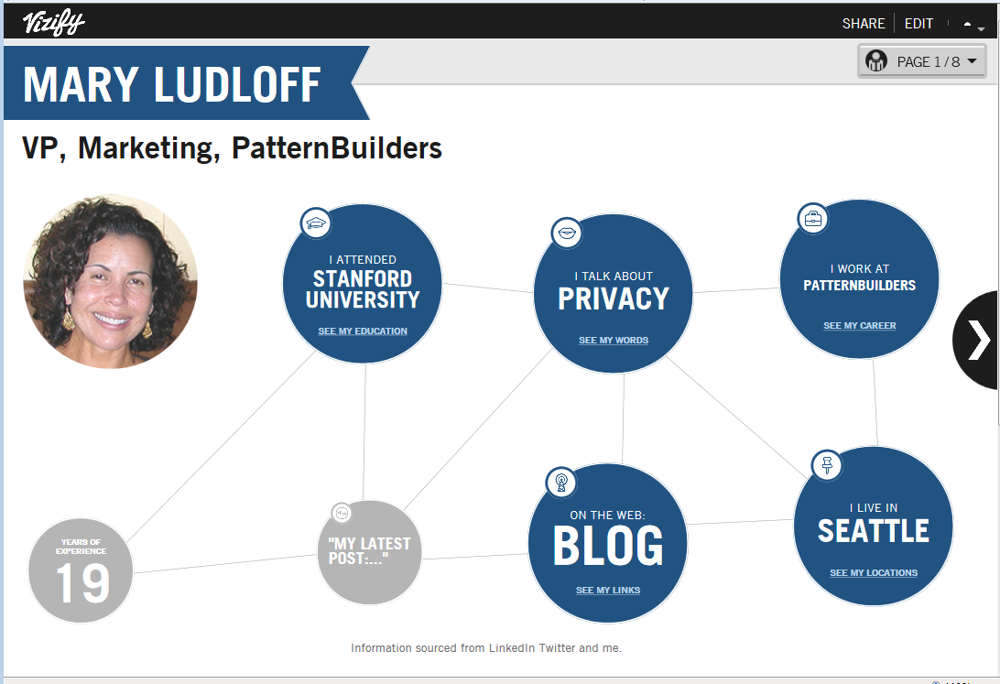 Vizify
SHARE EDIT
PAGE 1 / 8
MARY LUDLOFF
VP, Marketing, PatternBuilders
I ATTENDED
STANFORD
UNIVERSITY
SEE MY EDUCATION
I TALK ABOUT
PRIVACY
SEE MY WORDS
I WORK AT
PATTERNBUILDERS
SEE MY CAREER
YEARS OF
EXPERIENCE
19
"MY LATEST
POST:..."
ON THE WEB:
BLOG
SEE MY LINKS
I LIVE IN
SEATTLE
SEE MY LOCATIONS
Information sourced from LinkedIn Twitter and me.